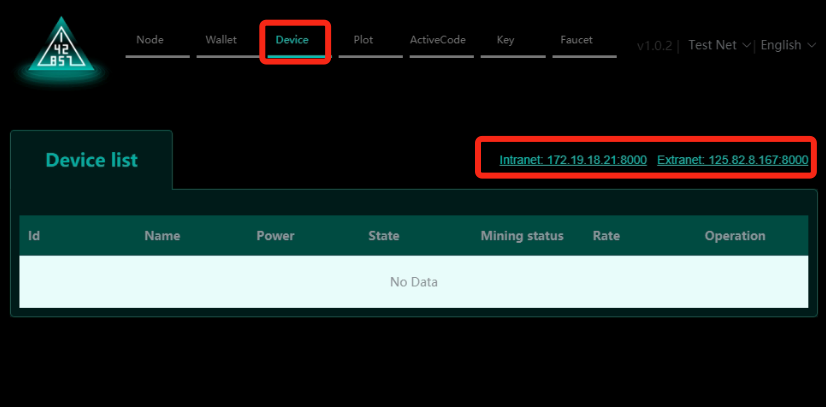 1
42
857
Node Wallet Device Plot ActiveCode Key Faucet v1.0.2 | Test Net | English
Device list
Intranet: 172.19.18.21:8000 Extranet: 125.82.8.167:8000
Id Name Power State Mining status Rate Operation
No Data